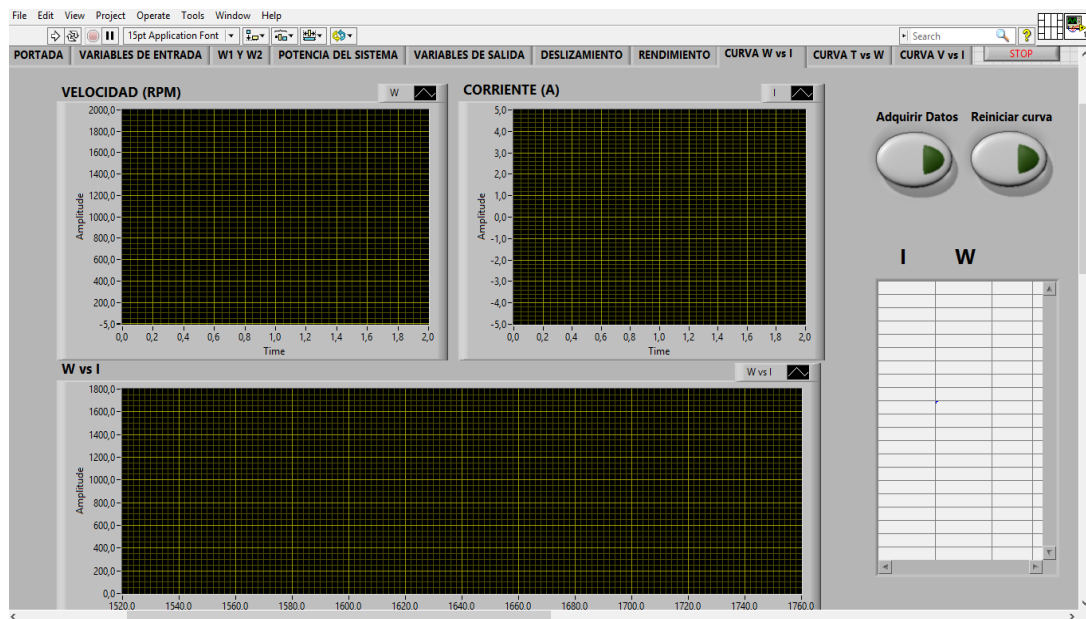 File Edit View Project Operate Tools Window Help
15pt Application Font
Search
?
PORTADA VARIABLES DE ENTRADA W1 Y W2 POTENCIA DEL SISTEMA VARIABLES DE SALIDA DESLIZAMIENTO RENDIMIENTO CURVA W vs I CURVA T vs W CURVA V vs I STOP
VELOCIDAD (RPM)
W
2000,0
1800,0
1600,0
1400,0
1200,0
1000,0
800,0
600,0
400,0
200,0
-5,0
Amplitude
0,0 0,2 0,4 0,6 0,8 1,0 1,2 1,4 1,6 1,8 2,0
Time
CORRIENTE (A)
I
5,0
4,0
3,0
2,0
1,0
0,0
-1,0
-2,0
-3,0
-4,0
-5,0
Amplitude
0,0 0,2 0,4 0,6 0,8 1,0 1,2 1,4 1,6 1,8 2,0
Time
Adquirir Datos Reiniciar curva
I W
W vs I
W vs I
1800,0
1600,0
1400,0
1200,0
1000,0
800,0
600,0
400,0
200,0
0,0
Amplitude
1520.0 1540.0 1560.0 1580.0 1600.0 1620.0 1640.0 1660.0 1680.0 1700.0 1720.0 1740.0 1760.0